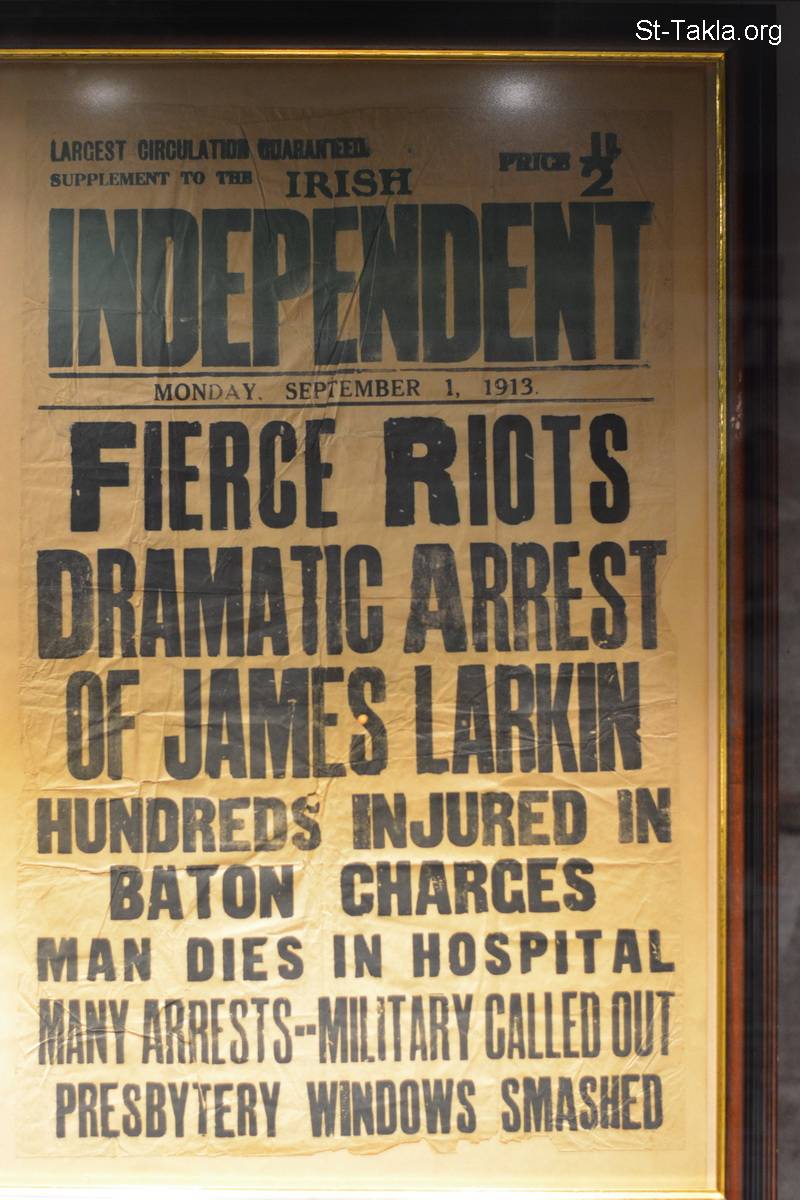 St-Takla.org
LARGEST CIRCULATION GUARANTEED.
SUPPLEMENT TO THE IRISH
PRICE 1/2
INDEPENDENT
MONDAY, SEPTEMBER 1, 1913.
FIERCE RIOTS
DRAMATIC ARREST
OF JAMES LARKIN
HUNDREDS INJURED IN
BATON CHARGES
MAN DIES IN HOSPITAL
MANY ARRESTS--MILITARY CALLED OUT
PRESBYTERY WINDOWS SMASHED